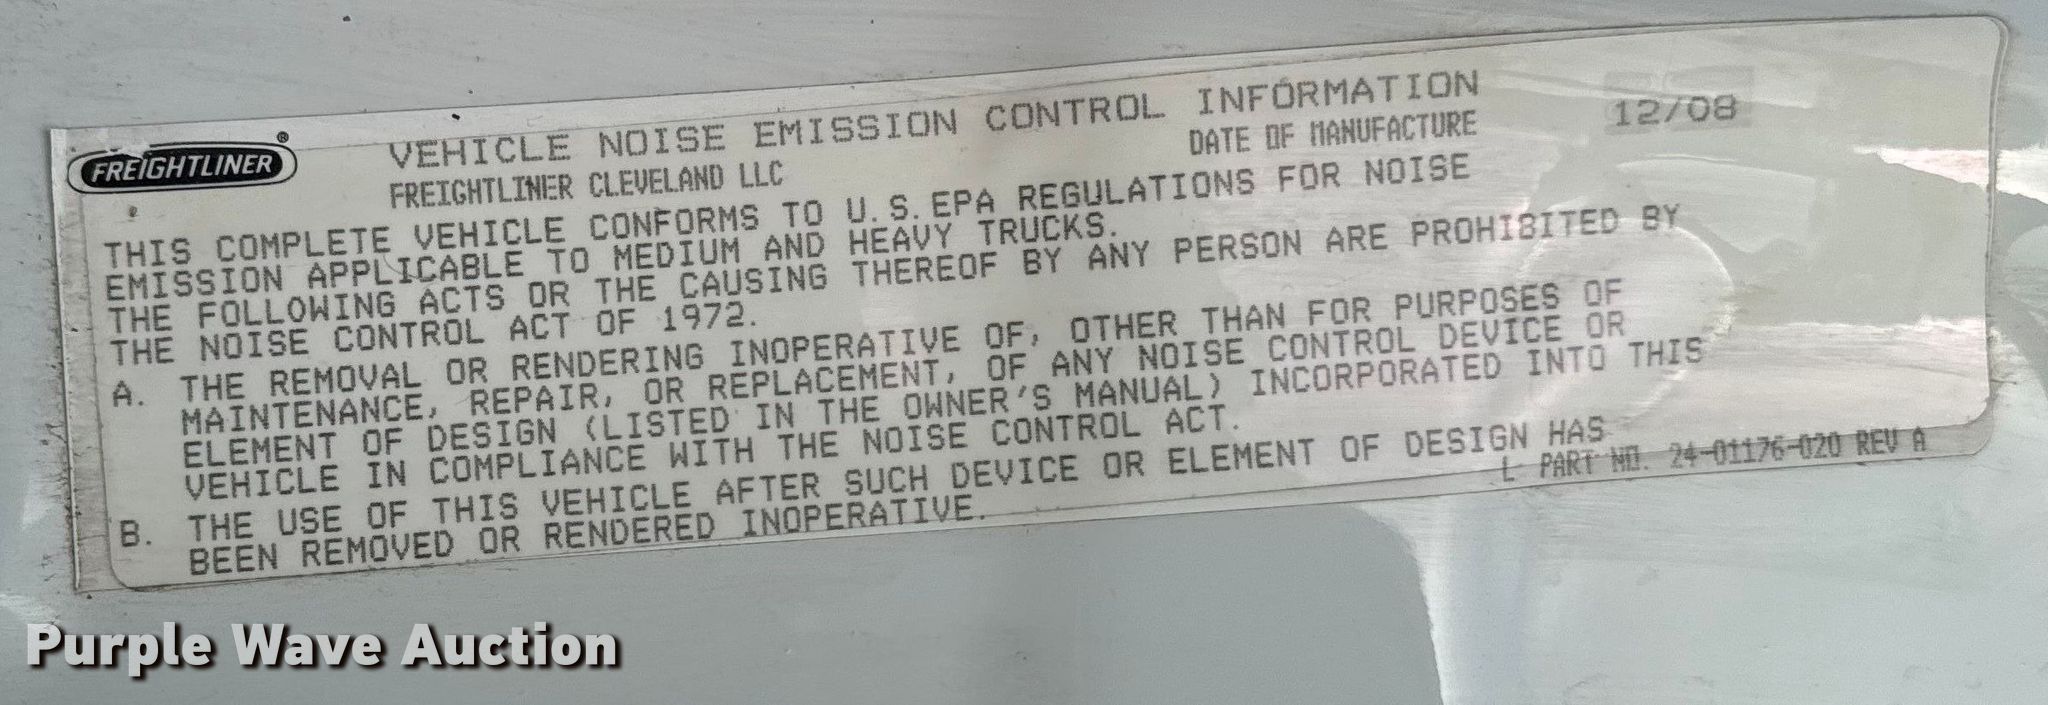 FREIGHTLINER®
VEHICLE NOISE EMISSION CONTROL INFORMATION
FREIGHTLINER CLEVELAND LLC
DATE OF MANUFACTURE 12/08
THIS COMPLETE VEHICLE CONFORMS TO U.S.EPA REGULATIONS FOR NOISE
EMISSION APPLICABLE TO MEDIUM AND HEAVY TRUCKS.
THE FOLLOWING ACTS OR THE CAUSING THEREOF BY ANY PERSON ARE PROHIBITED BY
THE NOISE CONTROL ACT OF 1972.
A. THE REMOVAL OR RENDERING INOPERATIVE OF, OTHER THAN FOR PURPOSES OF
MAINTENANCE, REPAIR, OR REPLACEMENT, OF ANY NOISE CONTROL DEVICE OR
ELEMENT OF DESIGN (LISTED IN THE OWNER'S MANUAL) INCORPORATED INTO THIS
VEHICLE IN COMPLIANCE WITH THE NOISE CONTROL ACT.
B. THE USE OF THIS VEHICLE AFTER SUCH DEVICE OR ELEMENT OF DESIGN HAS
BEEN REMOVED OR RENDERED INOPERATIVE.
L PART NO. 24-01176-020 REV A
Purple Wave Auction